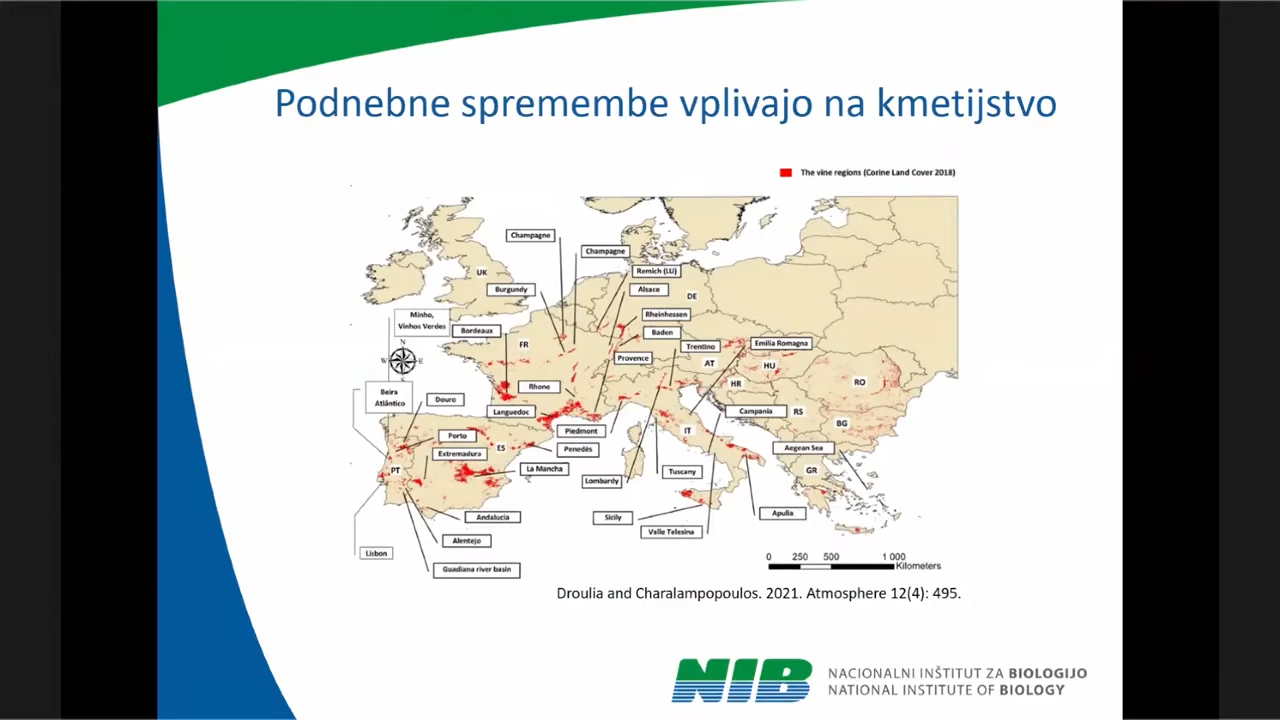 Podnebne spremembe vplivajo na kmetijstvo
The vine regions (Corine Land Cover 2018)
Champagne
Champagne
Remich (LU)
UK
Burgundy
Alsace
DE
Minho,
Vinhos Verdes
Rheinhessen
Bordeaux
Baden
N
FR
Trentino
Emilia Romagna
W
E
S
Provence
AT
HU
Rhone
HR
RO
Beira
Atlântico
Douro
Languedoc
Campania
RS
BG
Porto
Piedmont
IT
ES
Penedès
Aegean Sea
Extremadura
PT
La Mancha
Tuscany
GR
Lombardy
Andalucia
Sicily
Apulia
Valle Telesina
Alentejo
Lisbon
Guadiana river basin
0 250 500 1 000
Kilometers
Droulia and Charalampopoulos. 2021. Atmosphere 12(4): 495.
NIB
NACIONALNI INŠTITUT ZA BIOLOGIJO
NATIONAL INSTITUTE OF BIOLOGY